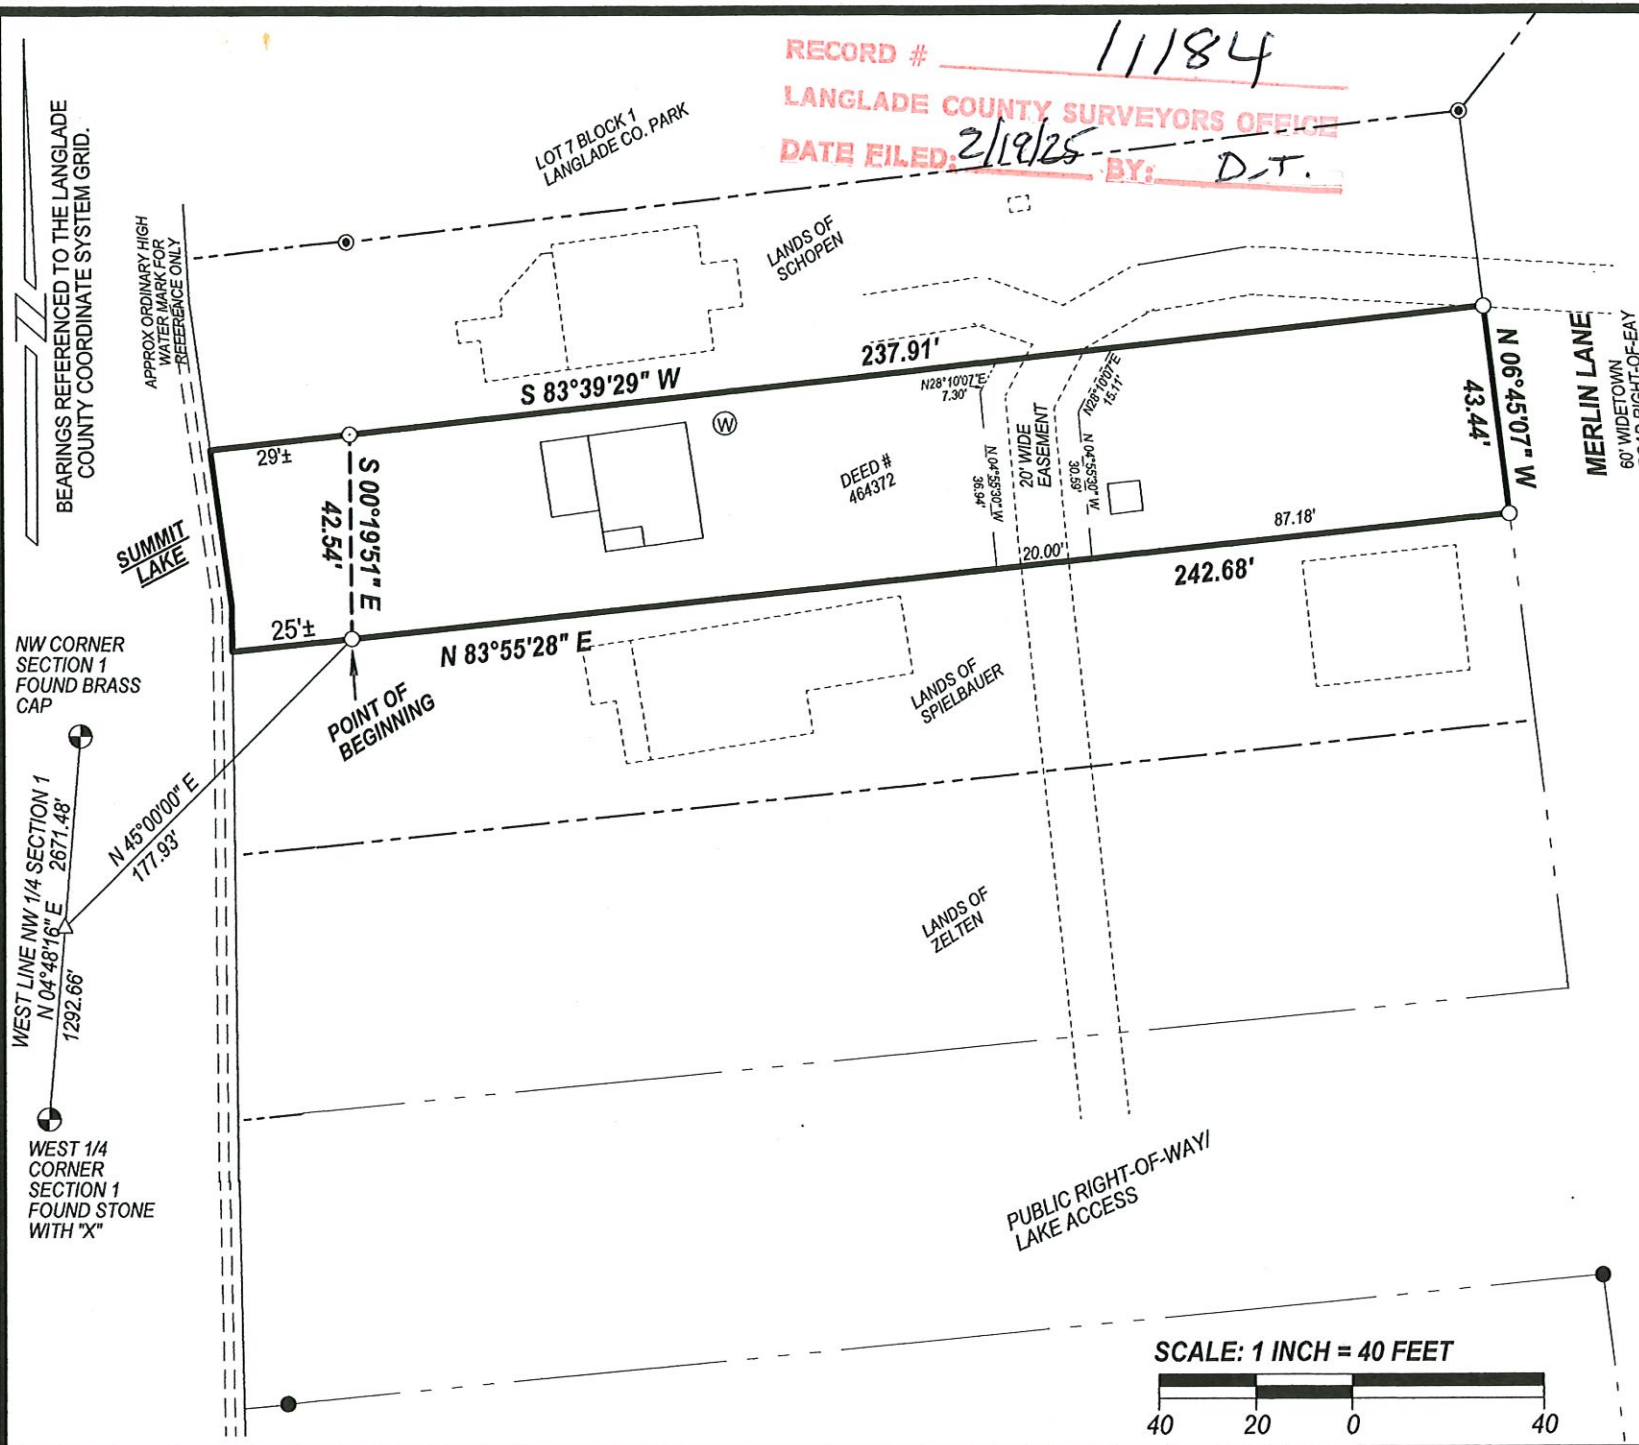 RECORD # 11184
LANGLADE COUNTY SURVEYORS OFFICE
DATE FILED: 2/19/25 BY: D.T.
BEARINGS REFERENCED TO THE LANGLADE
COUNTY COORDINATE SYSTEM GRID.
LOT 7 BLOCK 1
LANGLADE CO. PARK
APPROX ORDINARY HIGH
WATER MARK FOR
REFERENCE ONLY
LANDS OF
SCHOPEN
237.91'
S 83°39'29" W
N28°10'07"E
7.30'
N28°10'07"E
15.11'
N 06°45'07" W
43.44'
MERLIN LANE
60' WIDETOWN
29'±
W
S 00°19'51" E
42.54'
DEED #
464372
N 04°55'30" W
36.94'
20' WIDE
EASEMENT
N 04°55'30" W
30.59'
87.18'
20.00'
242.68'
SUMMIT
LAKE
25'±
N 83°55'28" E
NW CORNER
SECTION 1
FOUND BRASS
CAP
POINT OF
BEGINNING
LANDS OF
SPIELBAUER
WEST LINE NW 1/4 SECTION 1
N 04°48'16" E 2671.48'
1292.66'
N 45°00'00" E
177.93'
LANDS OF
ZELTEN
WEST 1/4
CORNER
SECTION 1
FOUND STONE
WITH "X"
PUBLIC RIGHT-OF-WAY/
LAKE ACCESS
SCALE: 1 INCH = 40 FEET
40 20 0 40